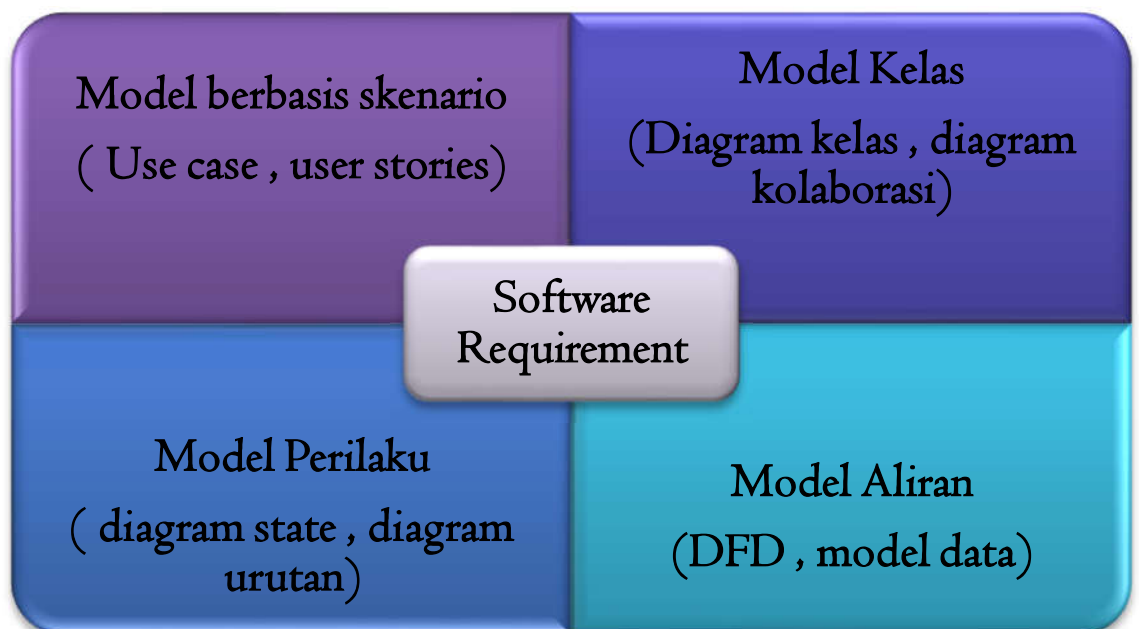 Model berbasis skenario
( Use case , user stories)
Model Kelas
(Diagram kelas , diagram
kolaborasi)
Software
Requirement
Model Perilaku
( diagram state , diagram
urutan)
Model Aliran
(DFD , model data)